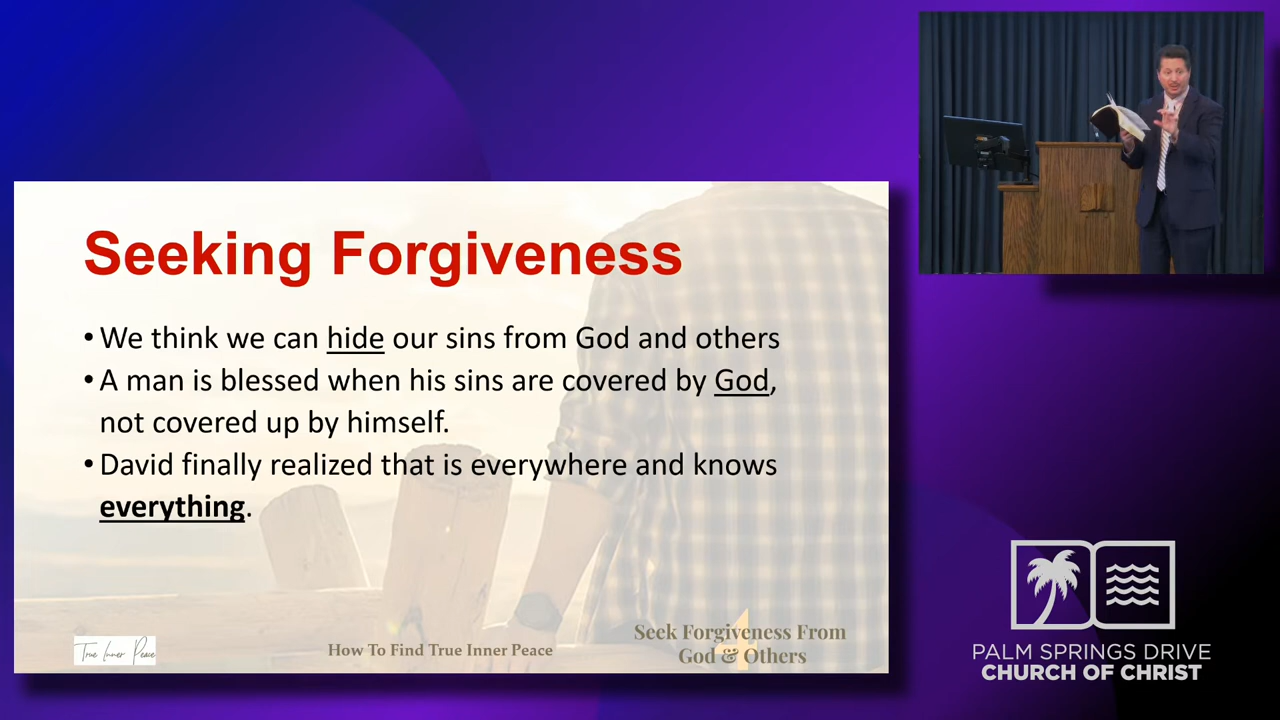 Seeking Forgiveness
• We think we can hide our sins from God and others
• A man is blessed when his sins are covered by God,
not covered up by himself.
• David finally realized that is everywhere and knows
everything.
True Inner Peace
How To Find True Inner Peace
4
Seek Forgiveness From
God & Others
PALM SPRINGS DRIVE
CHURCH OF CHRIST